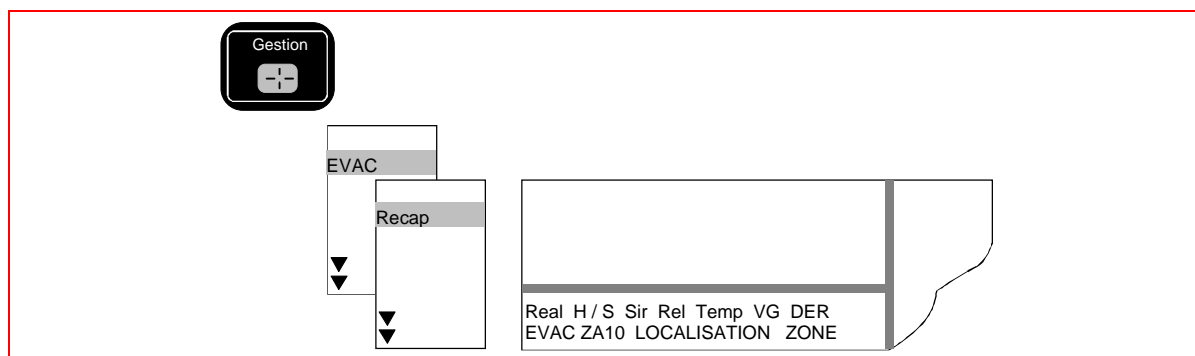 Gestion
EVAC
Recap
Real H / S Sir Rel Temp VG DER
EVAC ZA10 LOCALISATION ZONE